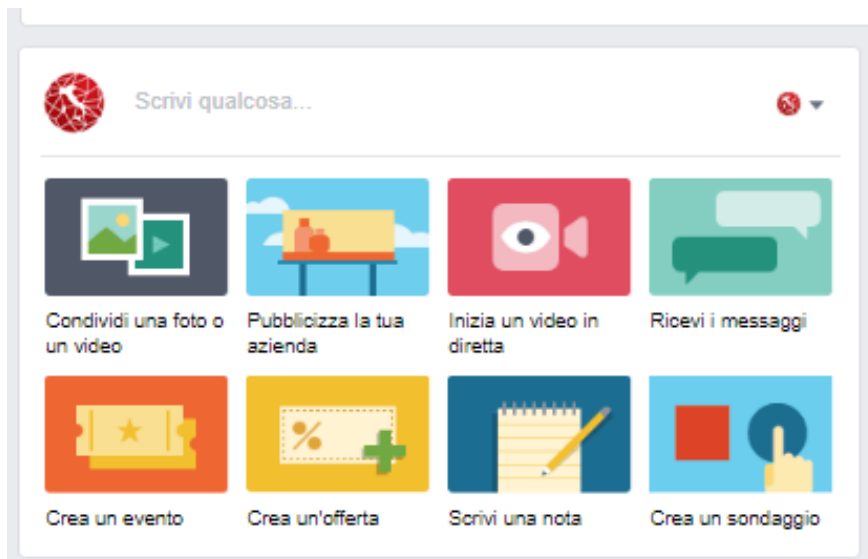 Scrivi qualcosa...
Condividi una foto o
un video
Pubblicizza la tua
azienda
Inizia un video in
diretta
Ricevi i messaggi
Crea un evento
Crea un'offerta
Scrivi una nota
Crea un sondaggio